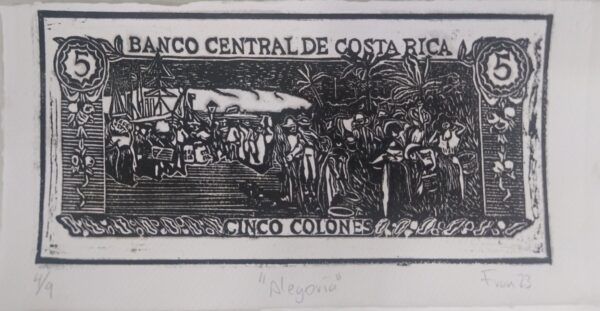 BANCO CENTRAL DE COSTA RICA
5 5
CINCO COLONES
4/9 "Alegoría" Fran 23